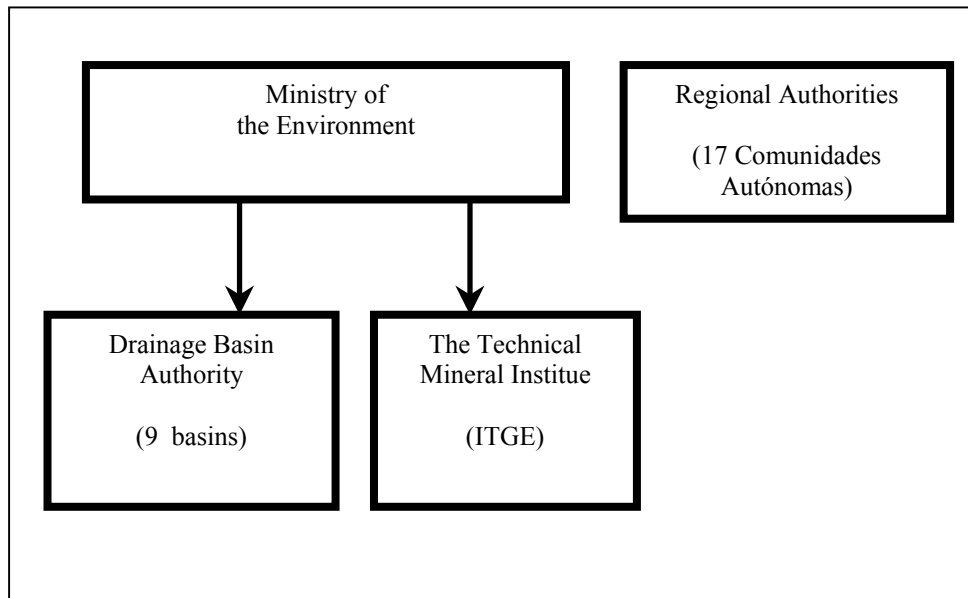 Ministry of
the Environment
Regional Authorities
(17 Comunidades
Autónomas)
Drainage Basin
Authority
(9 basins)
The Technical
Mineral Institue
(ITGE)